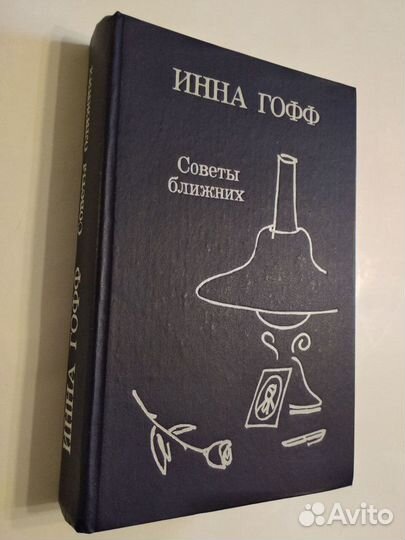 ИННА ГОФФ
Советы
ближних
ИННА ГОФФ Советы ближних
Avito